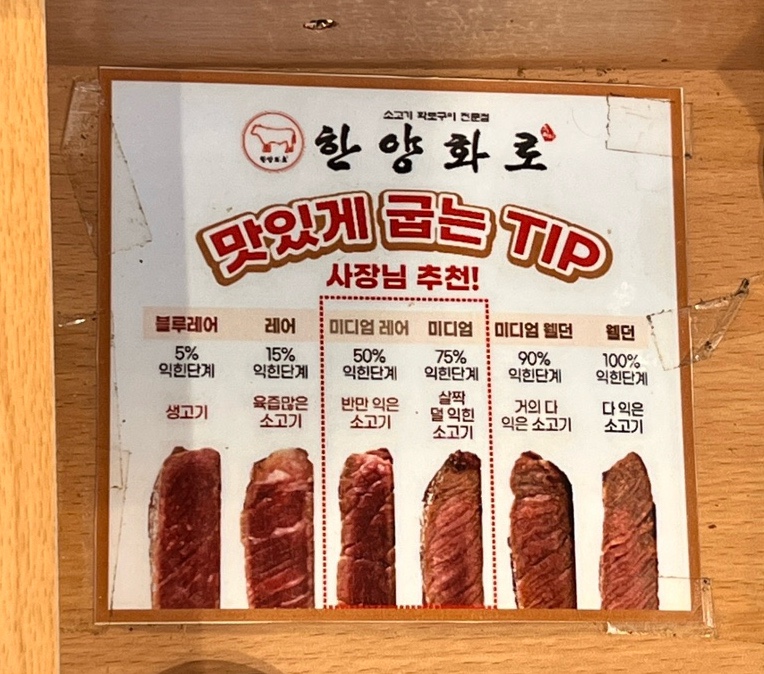 소고기 화로구이 전문점
한양화로
한양화로
맛있게 굽는 TIP
사장님 추천!
블루레어 레어 미디엄 레어 미디엄 미디엄 웰던 웰던
5% 15% 50% 75% 90% 100%
익힌단계 익힌단계 익힌단계 익힌단계 익힌단계 익힌단계
생고기
육즙많은
소고기
반만 익은
소고기
살짝
덜 익힌
소고기
거의 다
익은 소고기
다 익은
소고기